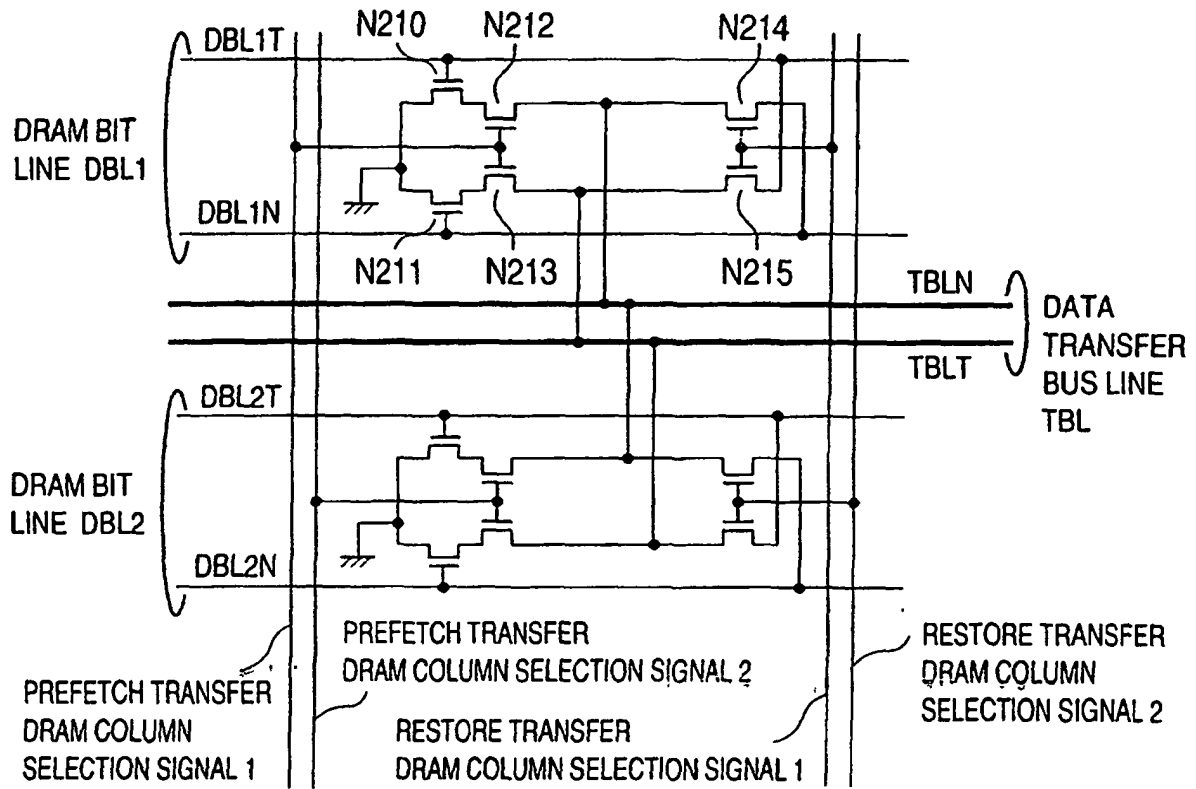 N210
N212
N214
DBL1T
DRAM BIT
LINE DBL1
DBL1N
N211
N213
N215
TBLN
DATA
TRANSFER
BUS LINE
TBL
TBLT
DBL2T
DRAM BIT
LINE DBL2
DBL2N
PREFETCH TRANSFER
DRAM COLUMN SELECTION SIGNAL 2
RESTORE TRANSFER
DRAM COLUMN
SELECTION SIGNAL 2
PREFETCH TRANSFER
DRAM COLUMN
SELECTION SIGNAL 1
RESTORE TRANSFER
DRAM COLUMN SELECTION SIGNAL 1